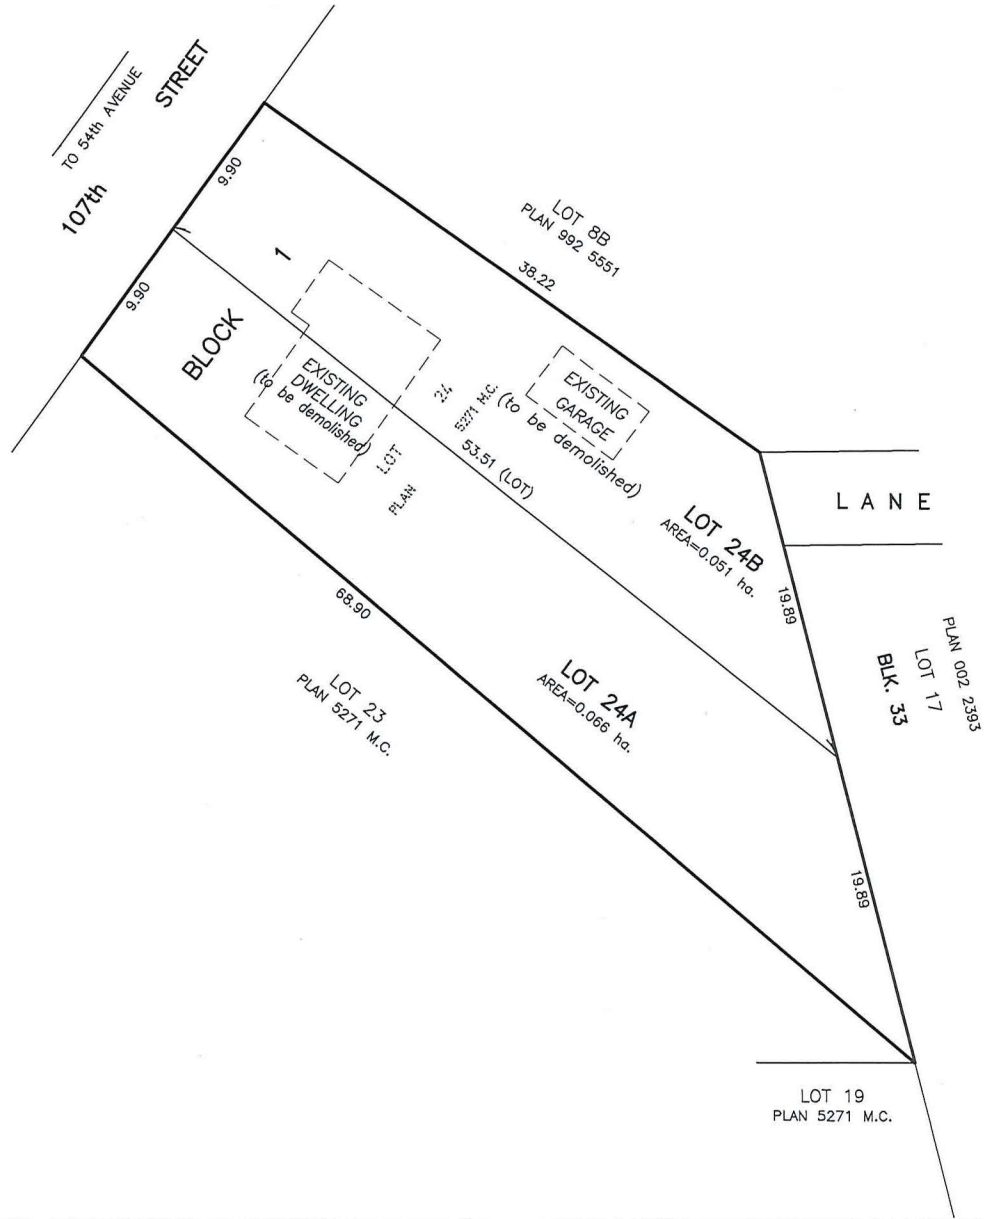 TO 54th AVENUE
107th STREET
9.90
9.90
BLOCK 1
LOT 8B
PLAN 992 5551
38.22
EXISTING
DWELLING
(to be demolished)
EXISTING
GARAGE
(to be demolished)
LOT 24
PLAN 5271 M.C.
53.51 (LOT)
LOT 24B
AREA=0.051 ha.
LANE
19.89
PLAN 002 2393
LOT 17
BLK. 33
68.90
LOT 23
PLAN 5271 M.C.
LOT 24A
AREA=0.066 ha.
19.89
LOT 19
PLAN 5271 M.C.